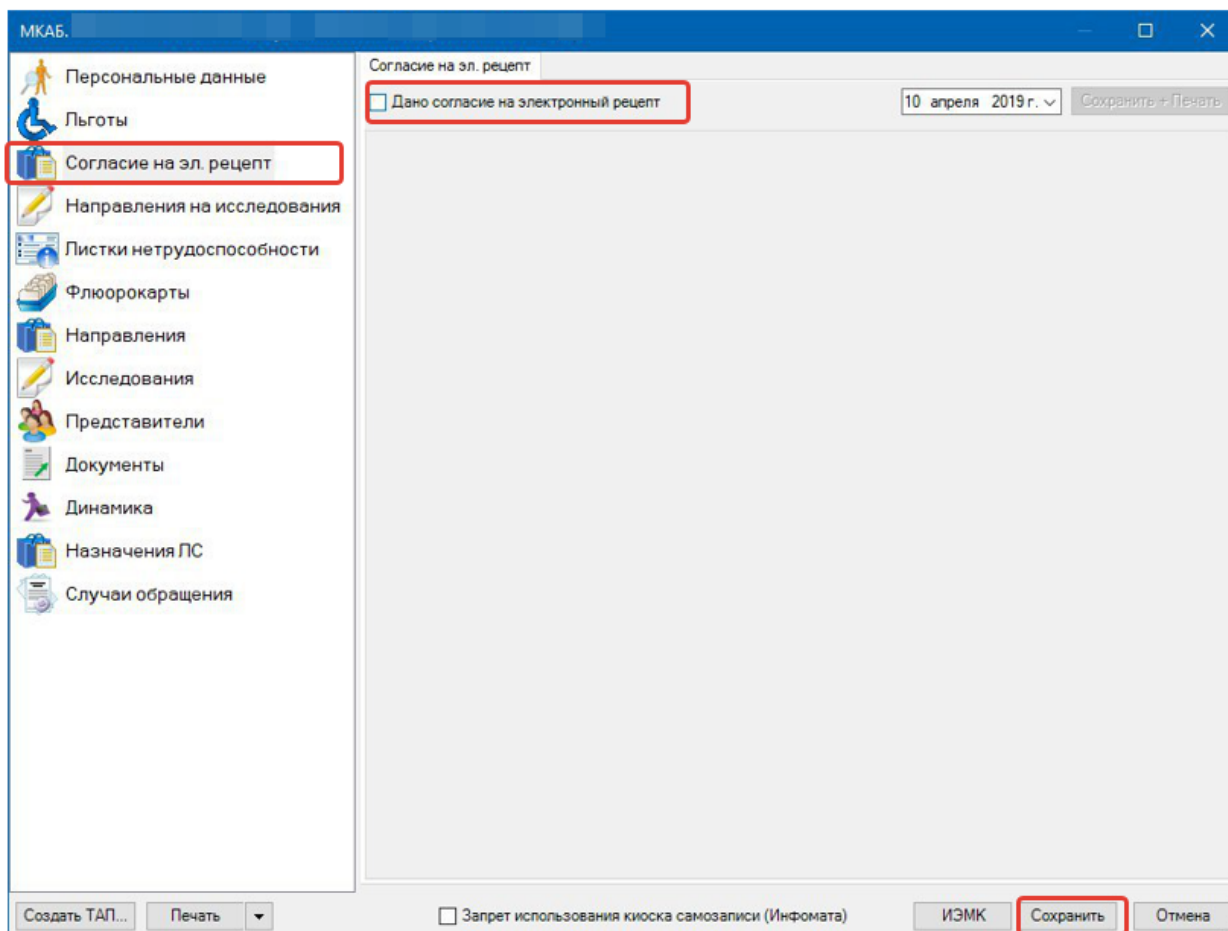 МКАБ.
Персональные данные
Льготы
Согласие на эл. рецепт
Направления на исследования
Листки нетрудоспособности
Флюорокарты
Направления
Исследования
Представители
Документы
Динамика
Назначения ЛС
Случаи обращения
Согласие на эл. рецепт
Дано согласие на электронный рецепт
10 апреля 2019 г.
Сохранить + Печать
Создать ТАП...
Печать
Запрет использования киоска самозаписи (Инфомата)
ИЭМК
Сохранить
Отмена